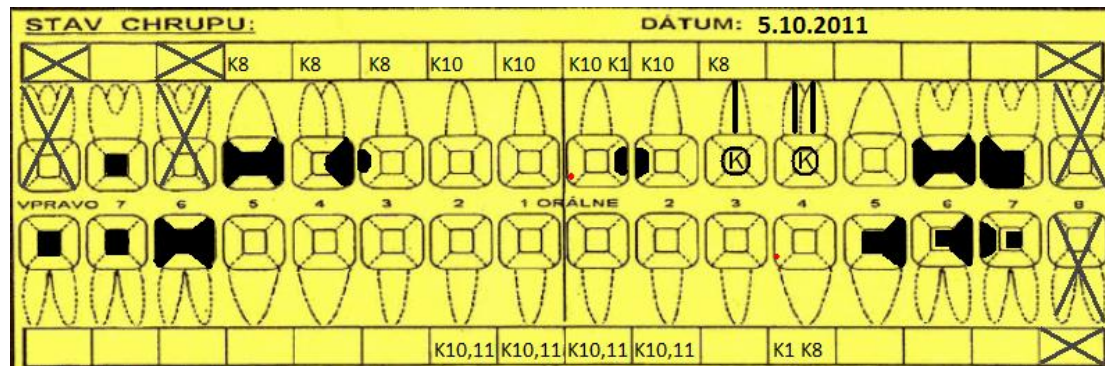 STAV CHRUPU: DÁTUM: 5.10.2011
K8 K8 K8 K10 K10 K10 K1 K10 K8
K K
VPRAVO 7 6 5 4 3 2 1 ORÁLNE 2 3 4 5 6 7 8
K10,11 K10,11 K10,11 K10,11 K1 K8